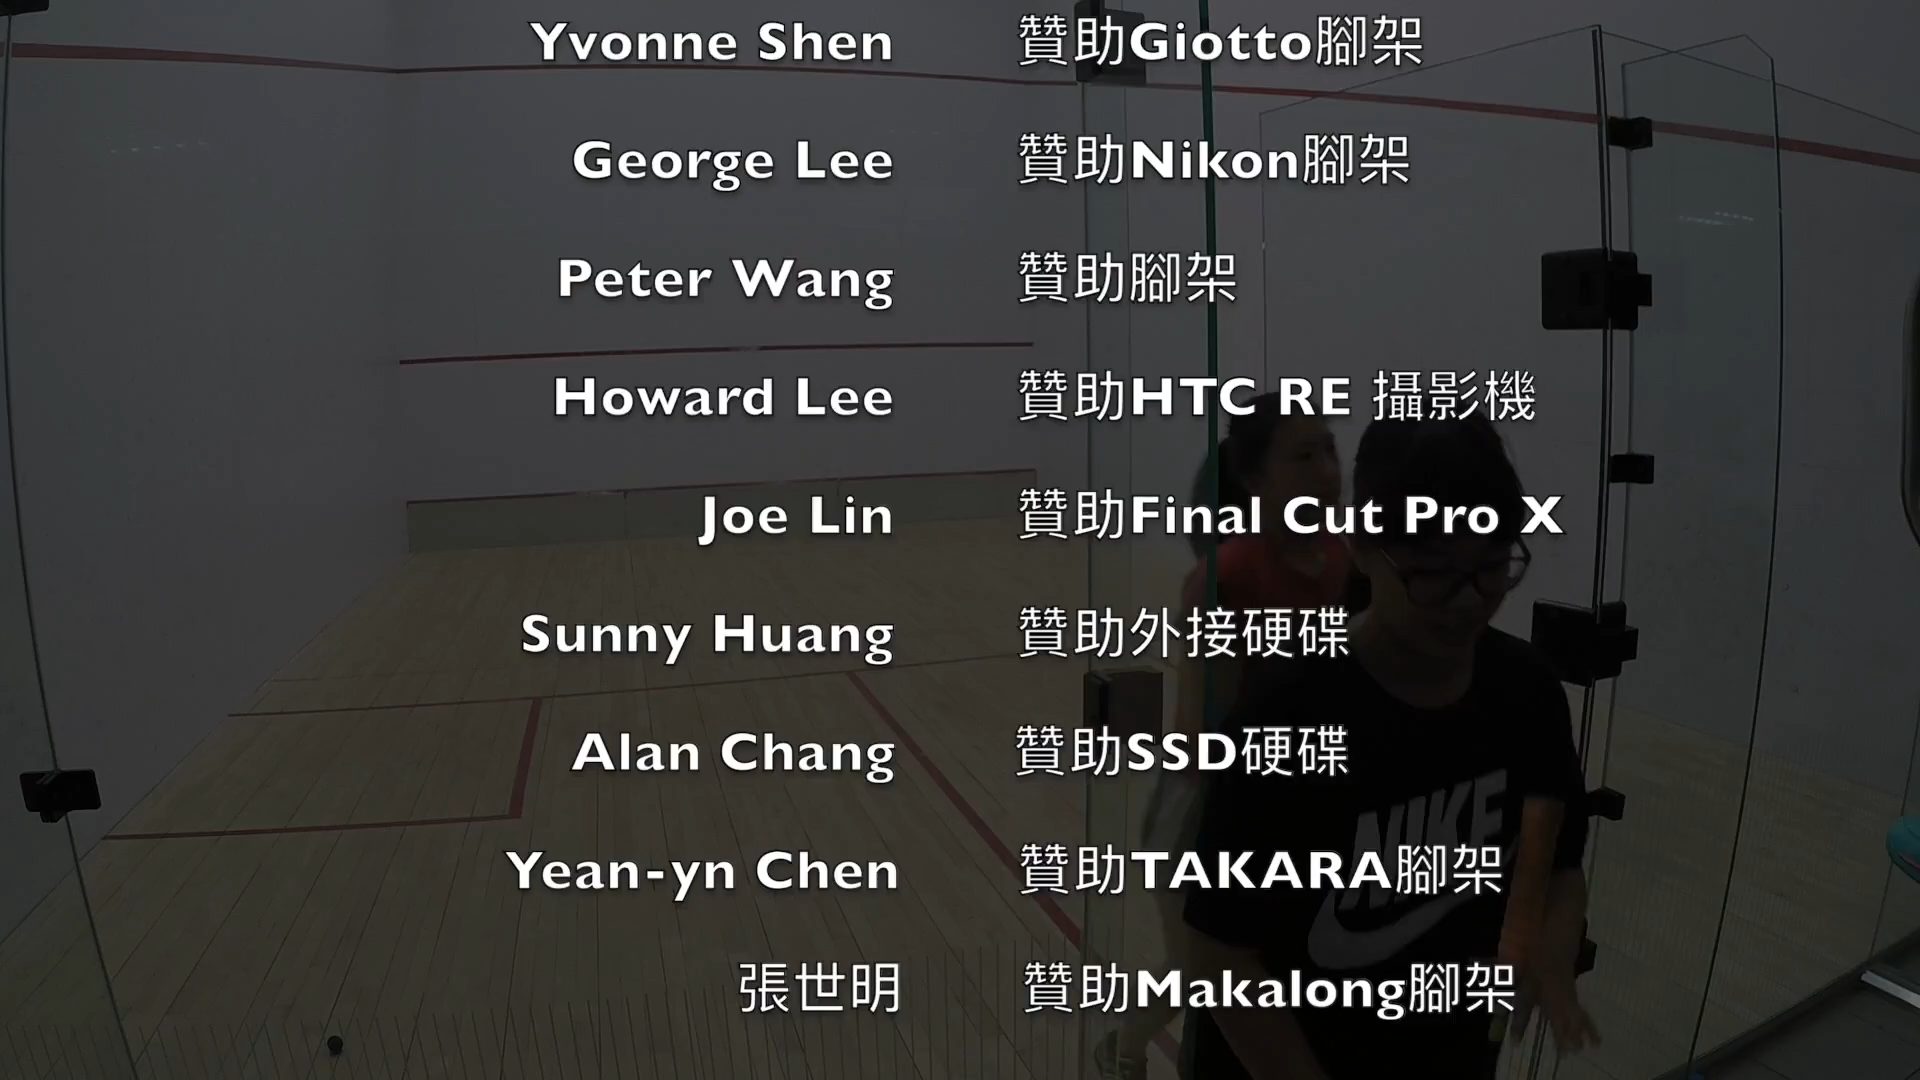 Yvonne Shen 贊助Giotto腳架
George Lee 贊助Nikon腳架
Peter Wang 贊助腳架
Howard Lee 贊助HTC RE 攝影機
Joe Lin 贊助Final Cut Pro X
Sunny Huang 贊助外接硬碟
Alan Chang 贊助SSD硬碟
NIKE
Yean-yn Chen 贊助TAKARA腳架
張世明 贊助Makalong腳架